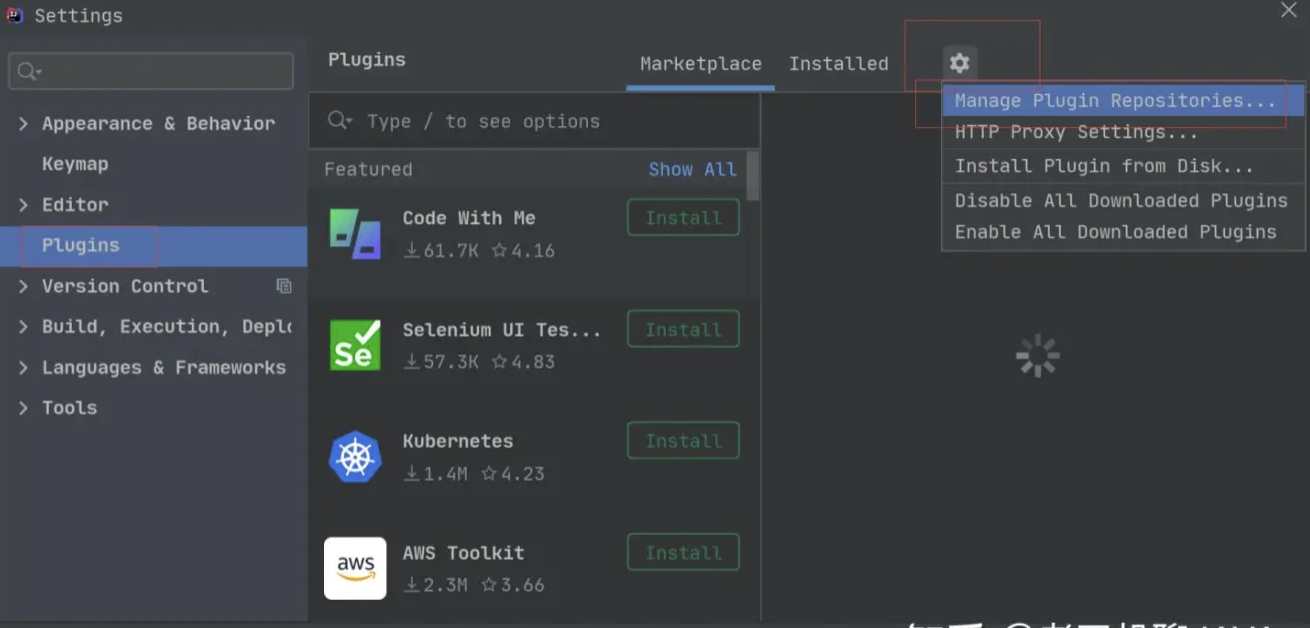 Settings
Plugins
Marketplace
Installed
Manage Plugin Repositories...
HTTP Proxy Settings...
Install Plugin from Disk...
Disable All Downloaded Plugins
Enable All Downloaded Plugins
Appearance & Behavior
Keymap
Editor
Plugins
Version Control
Build, Execution, Deplo
Languages & Frameworks
Tools
Type / to see options
Featured
Show All
Code With Me
Install
61.7K
4.16
Se
Selenium UI Tes...
Install
57.3K
4.83
Kubernetes
Install
1.4M
4.23
aws
AWS Toolkit
Install
2.3M
3.66